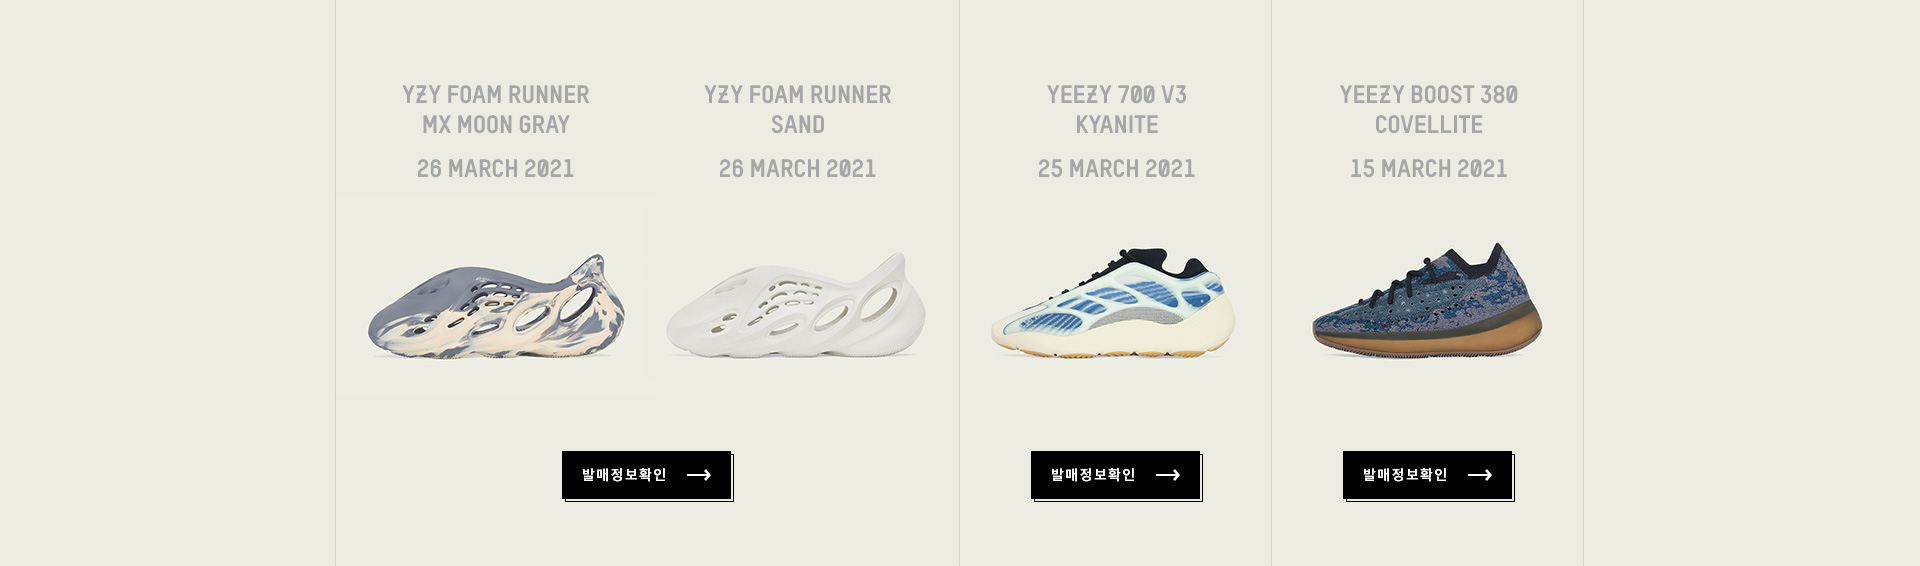 YZY FOAM RUNNER
MX MOON GRAY
26 MARCH 2021
YZY FOAM RUNNER
SAND
26 MARCH 2021
발매정보확인
YEEZY 700 V3
KYANITE
25 MARCH 2021
발매정보확인
YEEZY BOOST 380
COVELLITE
15 MARCH 2021
발매정보확인